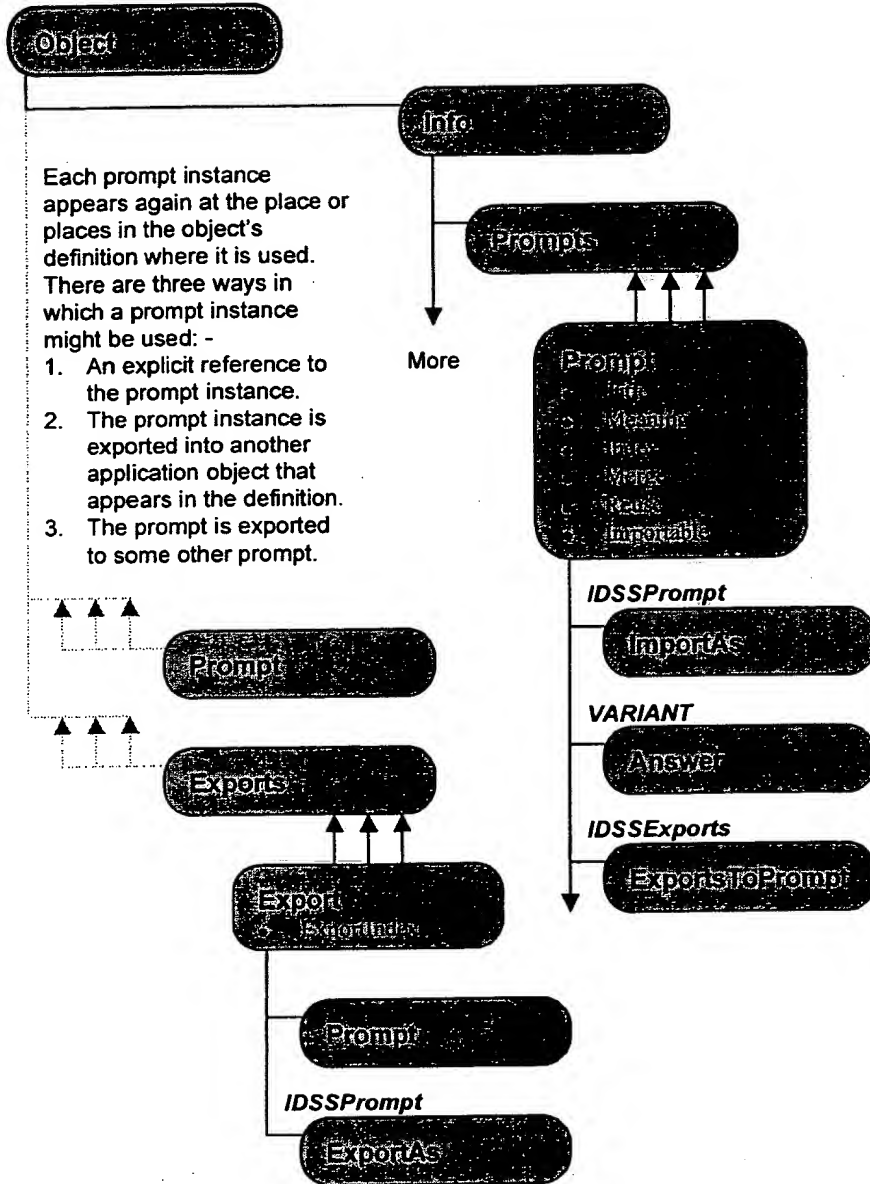 Object
Info
Each prompt instance
appears again at the place or
places in the object's
definition where it is used.
There are three ways in
which a prompt instance
might be used: -
1. An explicit reference to
the prompt instance.
2. The prompt instance is
exported into another
application object that
appears in the definition.
3. The prompt is exported
to some other prompt.
Prompts
More
Prompt
Meaning
Index
Merge
Importable
IDSSPrompt
ImportAs
VARIANT
Answer
IDSSExports
ExportsToPrompt
Prompt
Exports
Export
ExportIndex
Prompt
IDSSPrompt
ExportAs